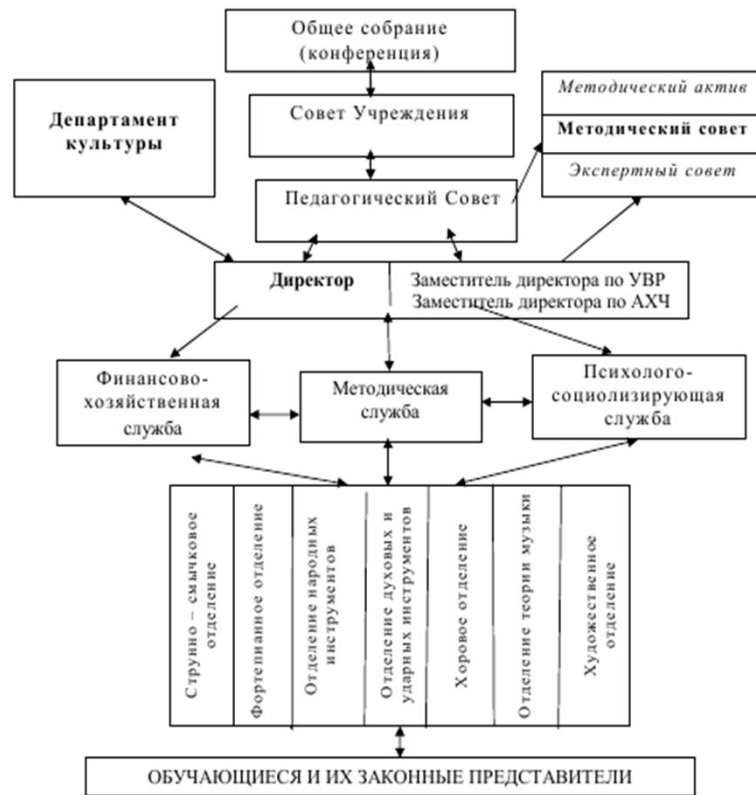 Общее собрание
(конференция)
Департамент
культуры
Совет Учреждения
Методический актив
Методический совет
Экспертный совет
Педагогический Совет
Директор
Заместитель директора по УВР
Заместитель директора по АХЧ
Финансово-
хозяйственная
служба
Методическая
служба
Психолого-
социализирующая
служба
Струнно – смычковое
отделение
Фортепианное отделение
Отделение народных
инструментов
Отделение духовых и
ударных инструментов
Хоровое отделение
Отделение теории музыки
Художественное
отделение
ОБУЧАЮЩИЕСЯ И ИХ ЗАКОННЫЕ ПРЕДСТАВИТЕЛИ